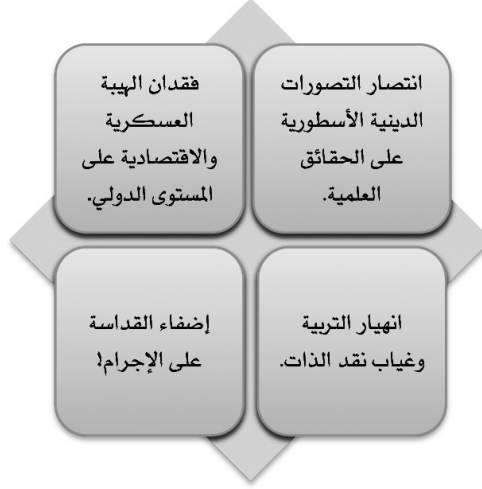 انتصار التصورات
الدينية الأسطورية
على الحقائق
العلمية.
فقدان الهيبة
العسكرية
والاقتصادية على
المستوى الدولي.
انهيار التربية
وغياب نقد الذات.
إضفاء القداسة
على الإجرام!